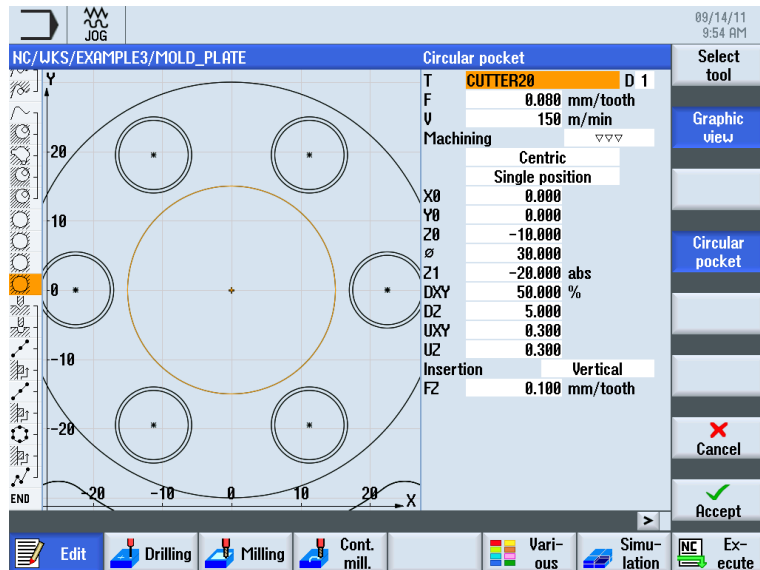 JOG
09/14/11
9:54 AM
NC/WKS/EXAMPLE3/MOLD_PLATE
Circular pocket
Select tool
T CUTTER20 D 1
F 0.080 mm/tooth
V 150 m/min
Machining ▽▽▽
Centric
Single position
X0 0.000
Y0 0.000
Z0 -10.000
ø 30.000
Z1 -20.000 abs
DXY 50.000 %
DZ 5.000
UXY 0.300
UZ 0.300
Insertion Vertical
FZ 0.100 mm/tooth
Graphic view
Circular pocket
Cancel
Accept
Y
20
10
0
-10
-20
-20 -10 0 10 20 X
END
>
Edit
Drilling
Milling
Cont. mill.
Vari-
ous
Simu-
lation
NC
Ex-
ecute